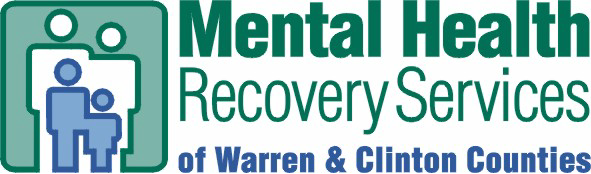 Mental Health
Recovery Services
of Warren & Clinton Counties